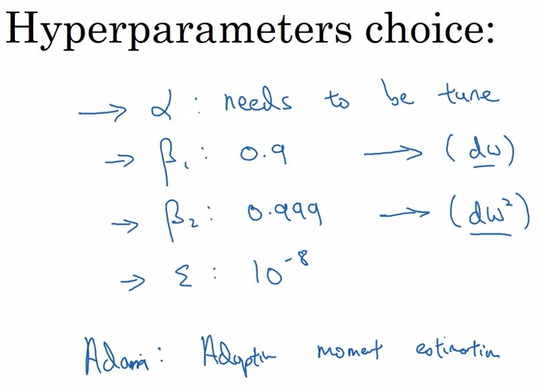 Hyperparameters choice:
→ α : needs to be tune
→ β₁ : 0.9 → (dw)
→ β₂ : 0.999 → (dw²)
→ ε : 10⁻⁸
Adam : Adaptin moment estimation